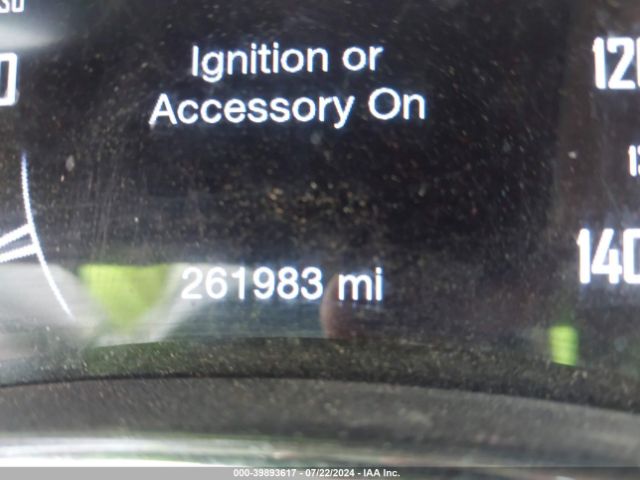 Ignition or
Accessory On
120
140
261983 mi
000-39893617 - 07/22/2024 - IAA Inc.